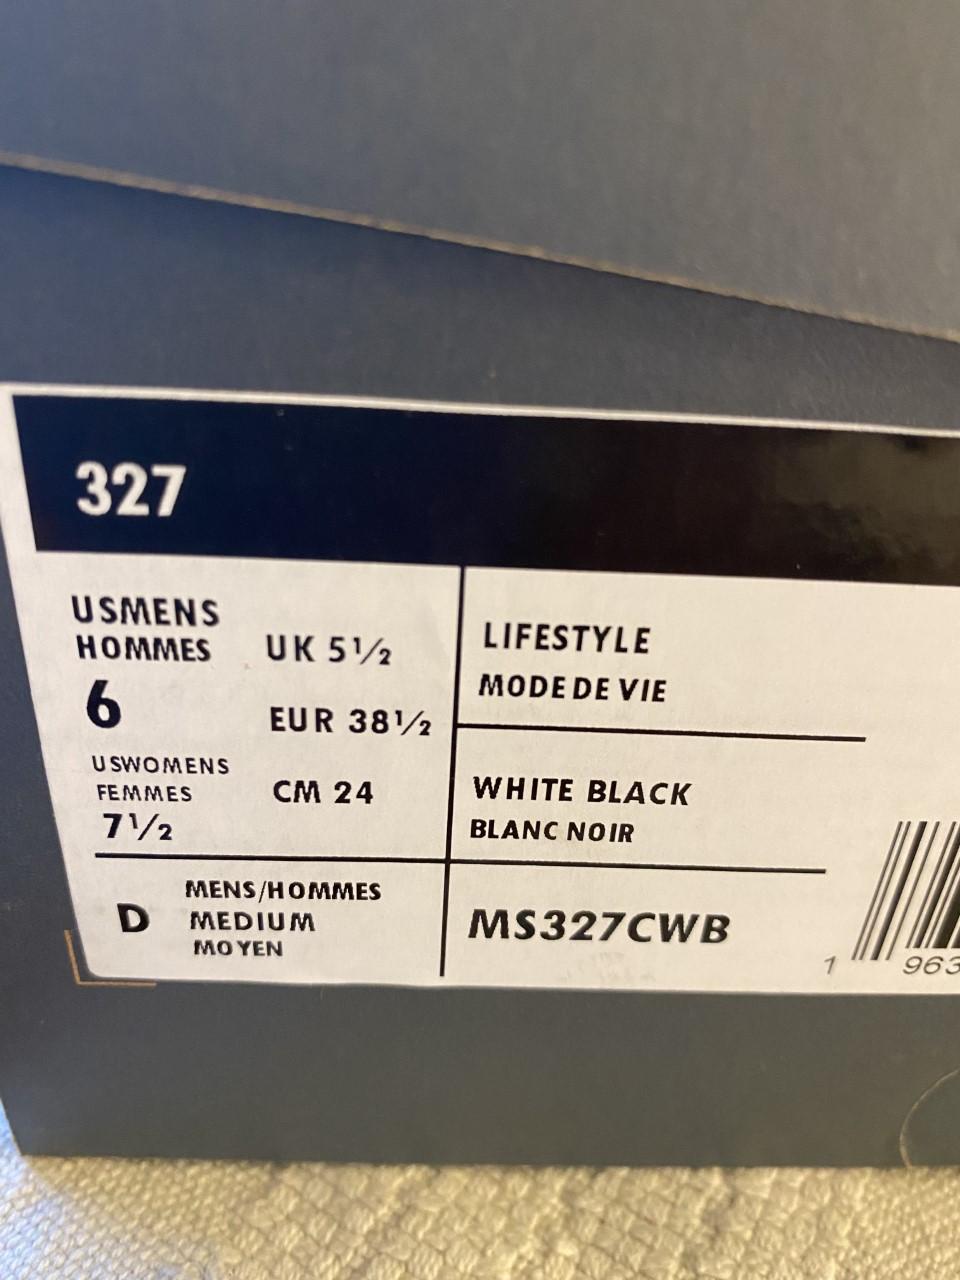 327
USMENS
HOMMES
6
UK 5½
EUR 38½
USWOMENS
FEMMES
7½
CM 24
D
MENS/HOMMES
MEDIUM
MOYEN
LIFESTYLE
MODE DE VIE
WHITE BLACK
BLANC NOIR
MS327CWB
1 963